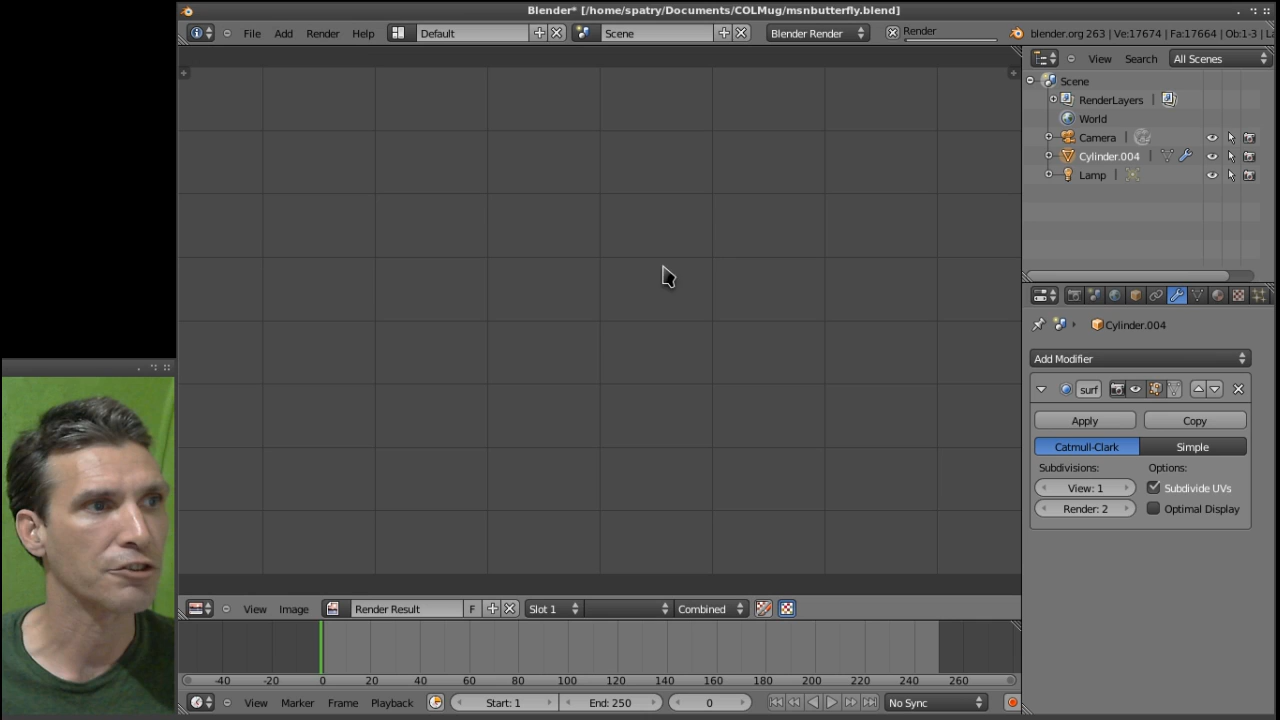 Blender* [/home/spatry/Documents/COLMug/msnbutterfly.blend]
File Add Render Help Default Scene Blender Render Render blender.org 263 | Ve:17674 | Fa:17664 | Ob:1-3 |
View Search All Scenes
Scene
RenderLayers
World
Camera
Cylinder.004
Lamp
Cylinder.004
Add Modifier
surf
Apply Copy
Catmull-Clark Simple
Subdivisions: Options:
View: 1 Subdivide UVs
Render: 2 Optimal Display
View Image Render Result F Slot 1 Combined
-40 -20 0 20 40 60 80 100 120 140 160 180 200 220 240 260
View Marker Frame Playback Start: 1 End: 250 0 No Sync